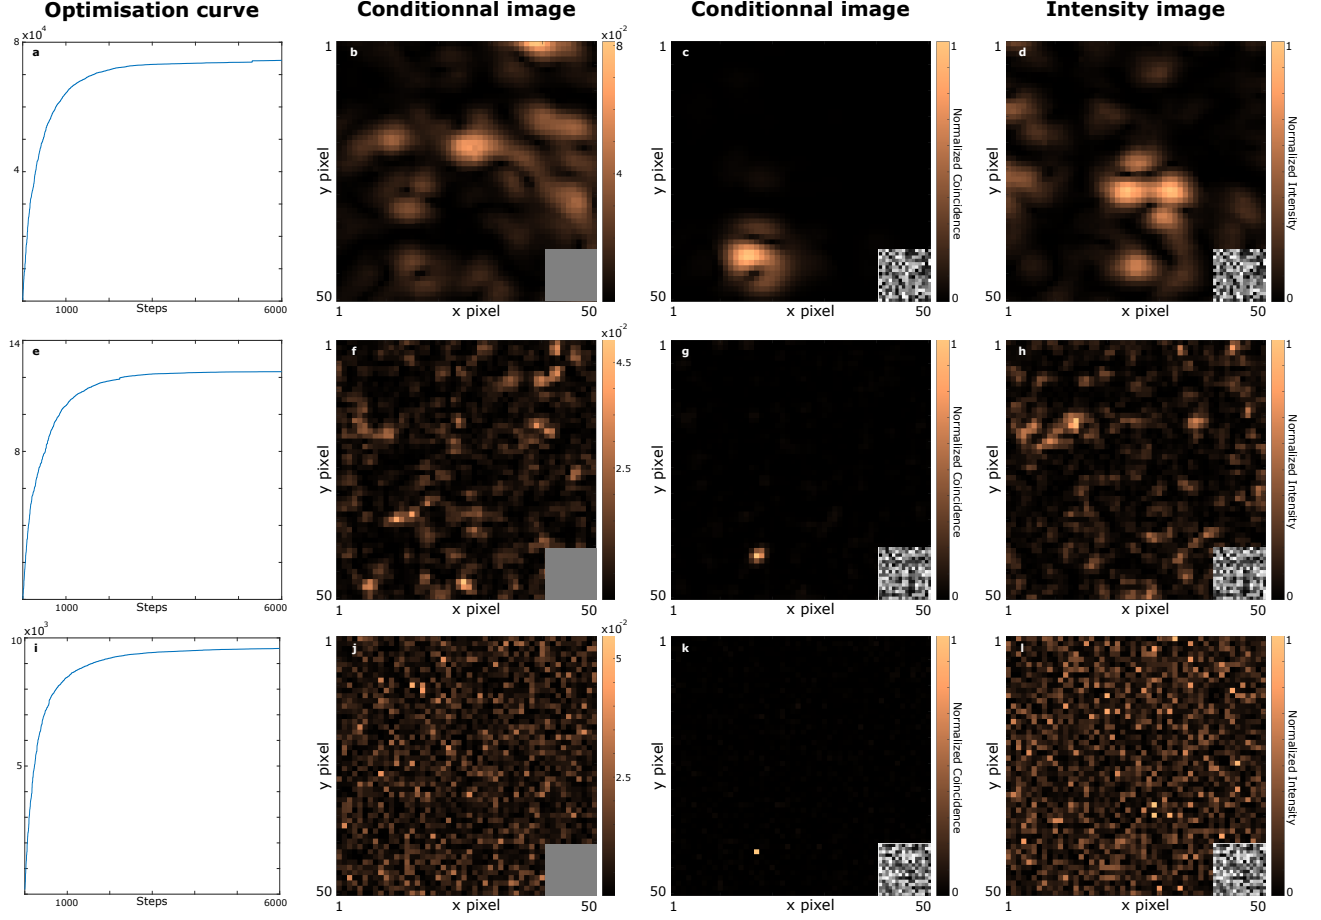 Optimisation curve
Conditionnal image
Conditionnal image
Intensity image
x10^4
8
4
a
1000
Steps
6000
b
1
y pixel
50
1
x pixel
50
x10^-2
8
4
c
1
y pixel
50
1
x pixel
50
1
Normalized Coincidence
0
d
1
y pixel
50
1
x pixel
50
1
Normalized Intensity
0
14
8
e
1000
Steps
6000
f
1
y pixel
50
1
x pixel
50
x10^-2
4.5
2.5
g
1
y pixel
50
1
x pixel
50
1
Normalized Coincidence
0
h
1
y pixel
50
1
x pixel
50
1
Normalized Intensity
0
x10^3
10
5
i
1000
Steps
6000
j
1
y pixel
50
1
x pixel
50
x10^-2
5
2.5
k
1
y pixel
50
1
x pixel
50
1
Normalized Coincidence
0
l
1
y pixel
50
1
x pixel
50
1
Normalized Intensity
0